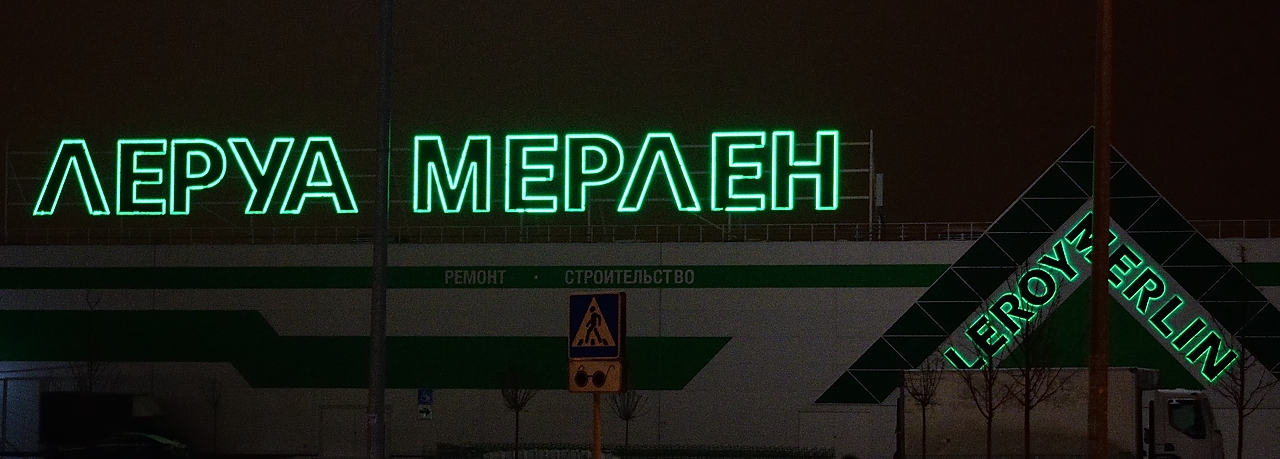 ЛЕРУА МЕРЛЕН
РЕМОНТ · СТРОИТЕЛЬСТВО
LEROY MERLIN